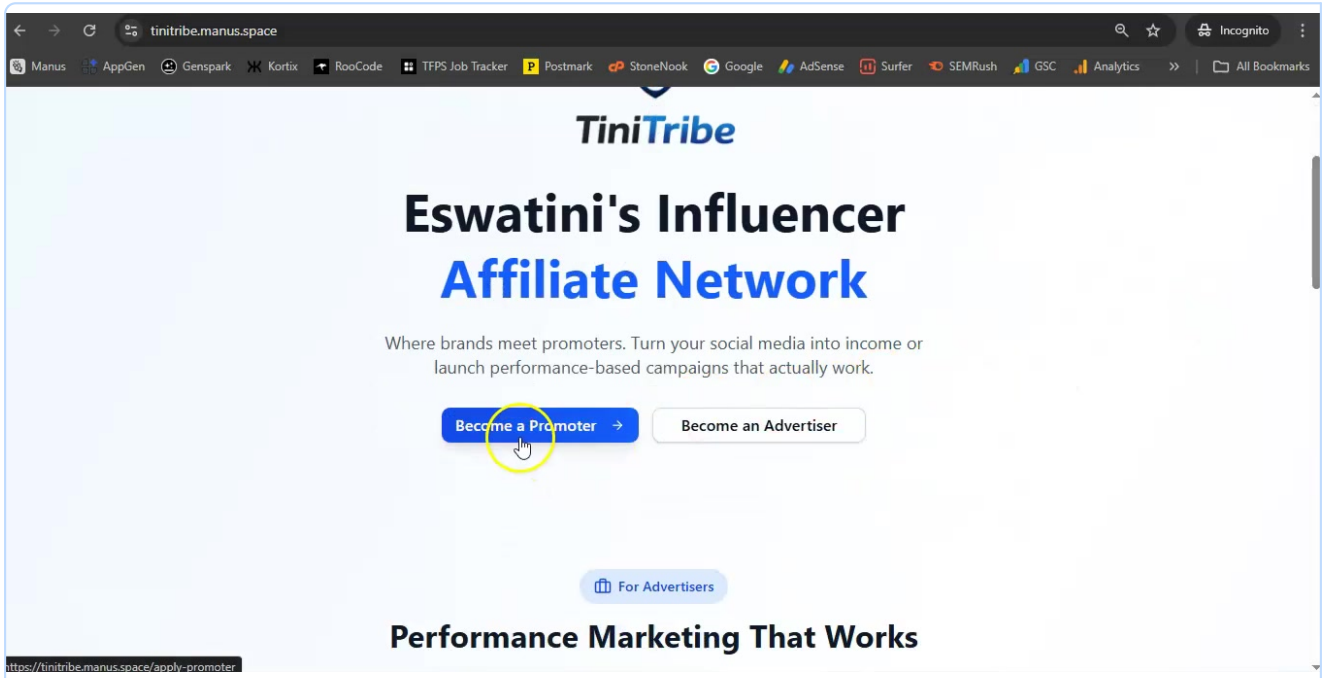 tinitribe.manus.space
Incognito
Manus AppGen Genspark Kortix RooCode TFPS Job Tracker Postmark StoneNook Google AdSense Surfer SEMRush GSC Analytics » All Bookmarks
TiniTribe
Eswatini's Influencer
Affiliate Network
Where brands meet promoters. Turn your social media into income or
launch performance-based campaigns that actually work.
Become a Promoter →
Become an Advertiser
For Advertisers
Performance Marketing That Works
https://tinitribe.manus.space/apply-promoter